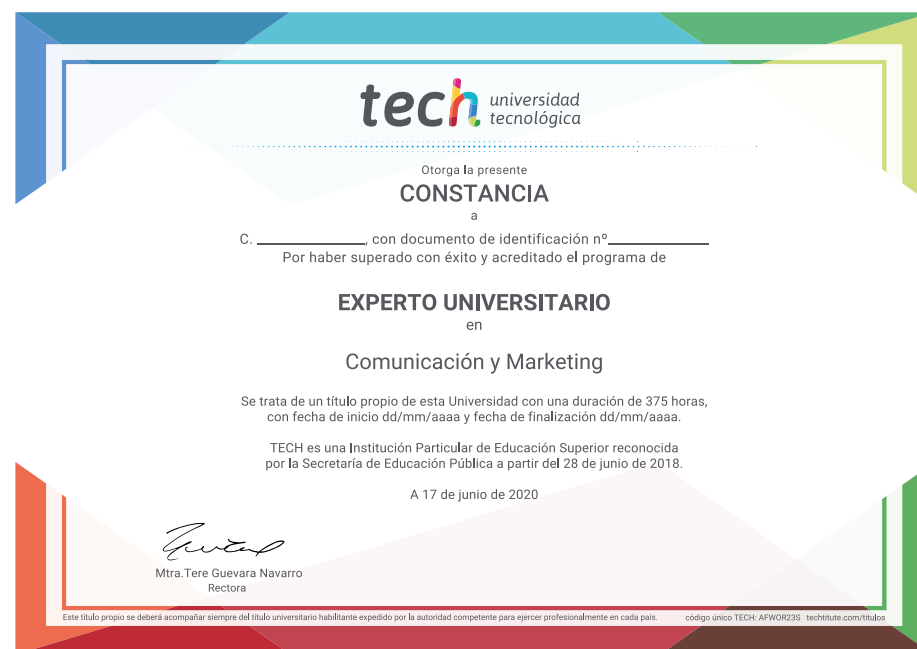 tech universidad
tecnológica
Otorga la presente
CONSTANCIA
a
C. ______________, con documento de identificación nº______________
Por haber superado con éxito y acreditado el programa de
EXPERTO UNIVERSITARIO
en
Comunicación y Marketing
Se trata de un título propio de esta Universidad con una duración de 375 horas,
con fecha de inicio dd/mm/aaaa y fecha de finalización dd/mm/aaaa.
TECH es una Institución Particular de Educación Superior reconocida
por la Secretaría de Educación Pública a partir del 28 de junio de 2018.
A 17 de junio de 2020
Mtra.Tere Guevara Navarro
Rectora
Este título propio se deberá acompañar siempre del título universitario habilitante expedido por la autoridad competente para ejercer profesionalmente en cada país. código único TECH: AFWOR23S techtitute.com/titulos